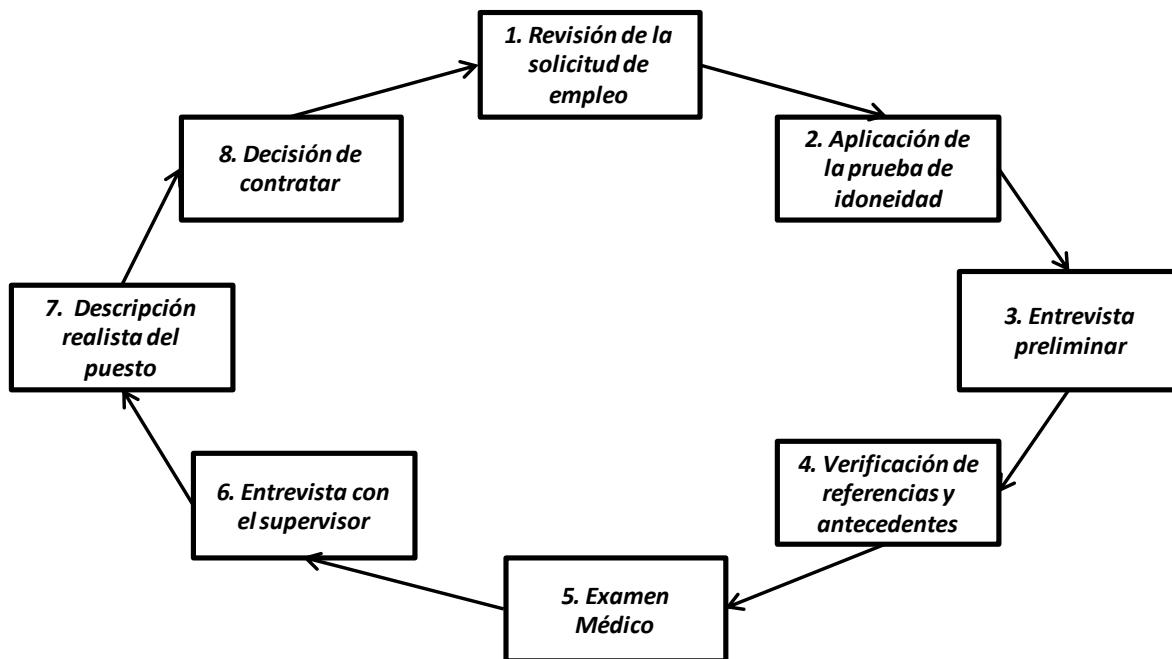 1. Revisión de la
solicitud de
empleo
2. Aplicación de
la prueba de
idoneidad
3. Entrevista
preliminar
4. Verificación de
referencias y
antecedentes
5. Examen
Médico
6. Entrevista con
el supervisor
7. Descripción
realista del
puesto
8. Decisión de
contratar